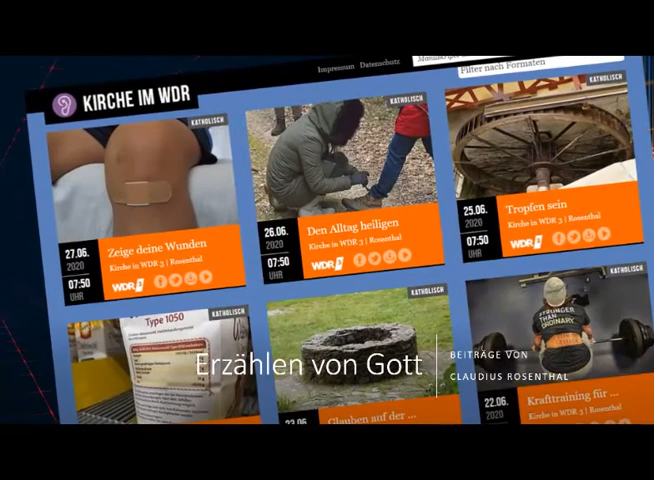 Impressum Datenschutz
Filter nach Formaten
KIRCHE IM WDR
KATHOLISCH
27.06.
2020
07:50
UHR
Zeige deine Wunden
Kirche in WDR 3 | Rosenthal
WDR 3
KATHOLISCH
26.06.
2020
07:50
UHR
Den Alltag heiligen
Kirche in WDR 3 | Rosenthal
WDR 3
KATHOLISCH
25.06.
2020
07:50
UHR
Tropfen sein
Kirche in WDR 3 | Rosenthal
WDR 3
KATHOLISCH
Type 1050
KATHOLISCH
Glauben auf der ...
KATHOLISCH
STRONGER
THAN
ORDINARY.
22.06.
2020
Krafttraining für ...
Kirche in WDR 3 | Rosenthal
Erzählen von Gott
BEITRÄGE VON
CLAUDIUS ROSENTHAL